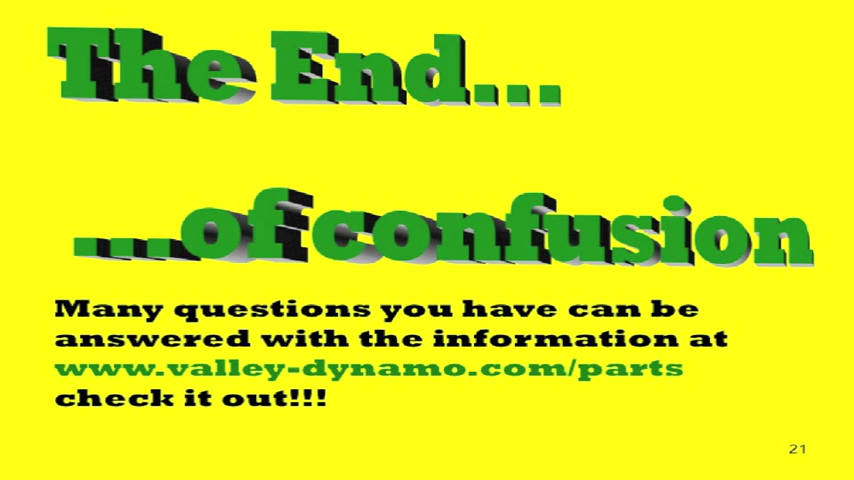 The End...
...of confusion
Many questions you have can be
answered with the information at
www.valley-dynamo.com/parts
check it out!!!
21